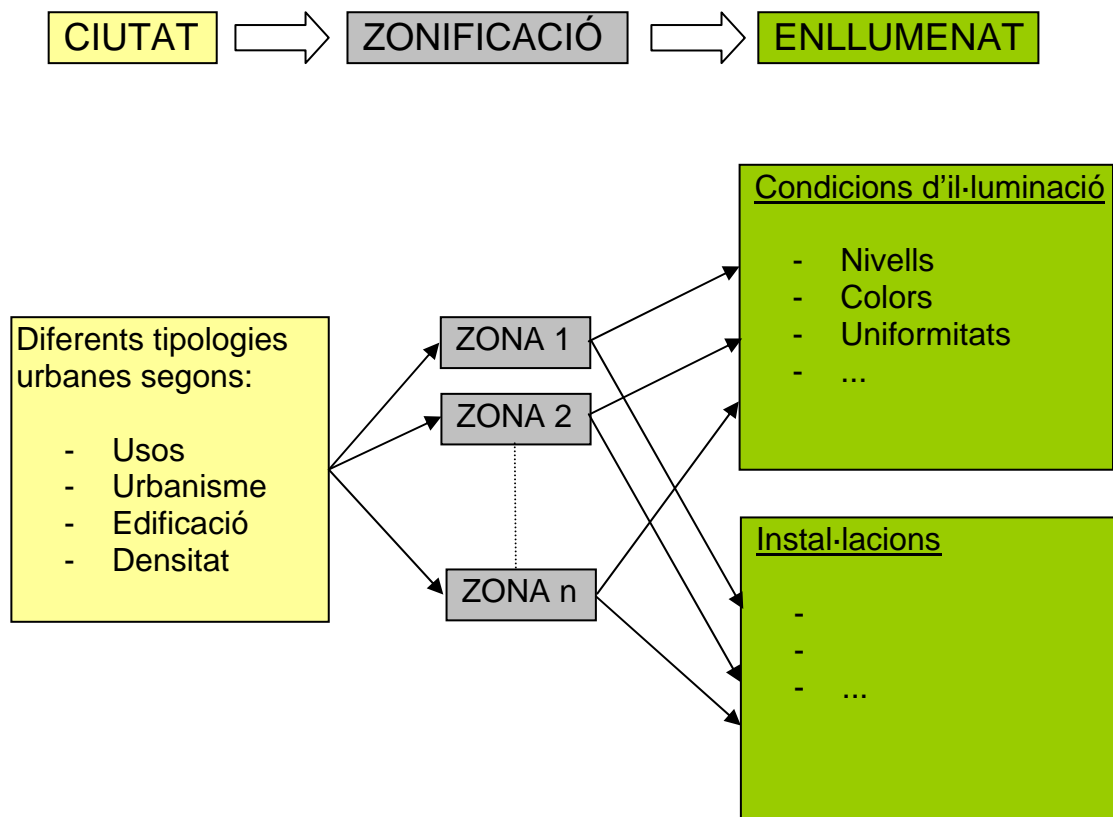 CIUTAT
ZONIFICACIÓ
ENLLUMENAT
Diferents tipologies
urbanes segons:
- Usos
- Urbanisme
- Edificació
- Densitat
ZONA 1
ZONA 2
ZONA n
Condicions d'il·luminació
- Nivells
- Colors
- Uniformitats
- ...
Instal·lacions
-
-
- ...